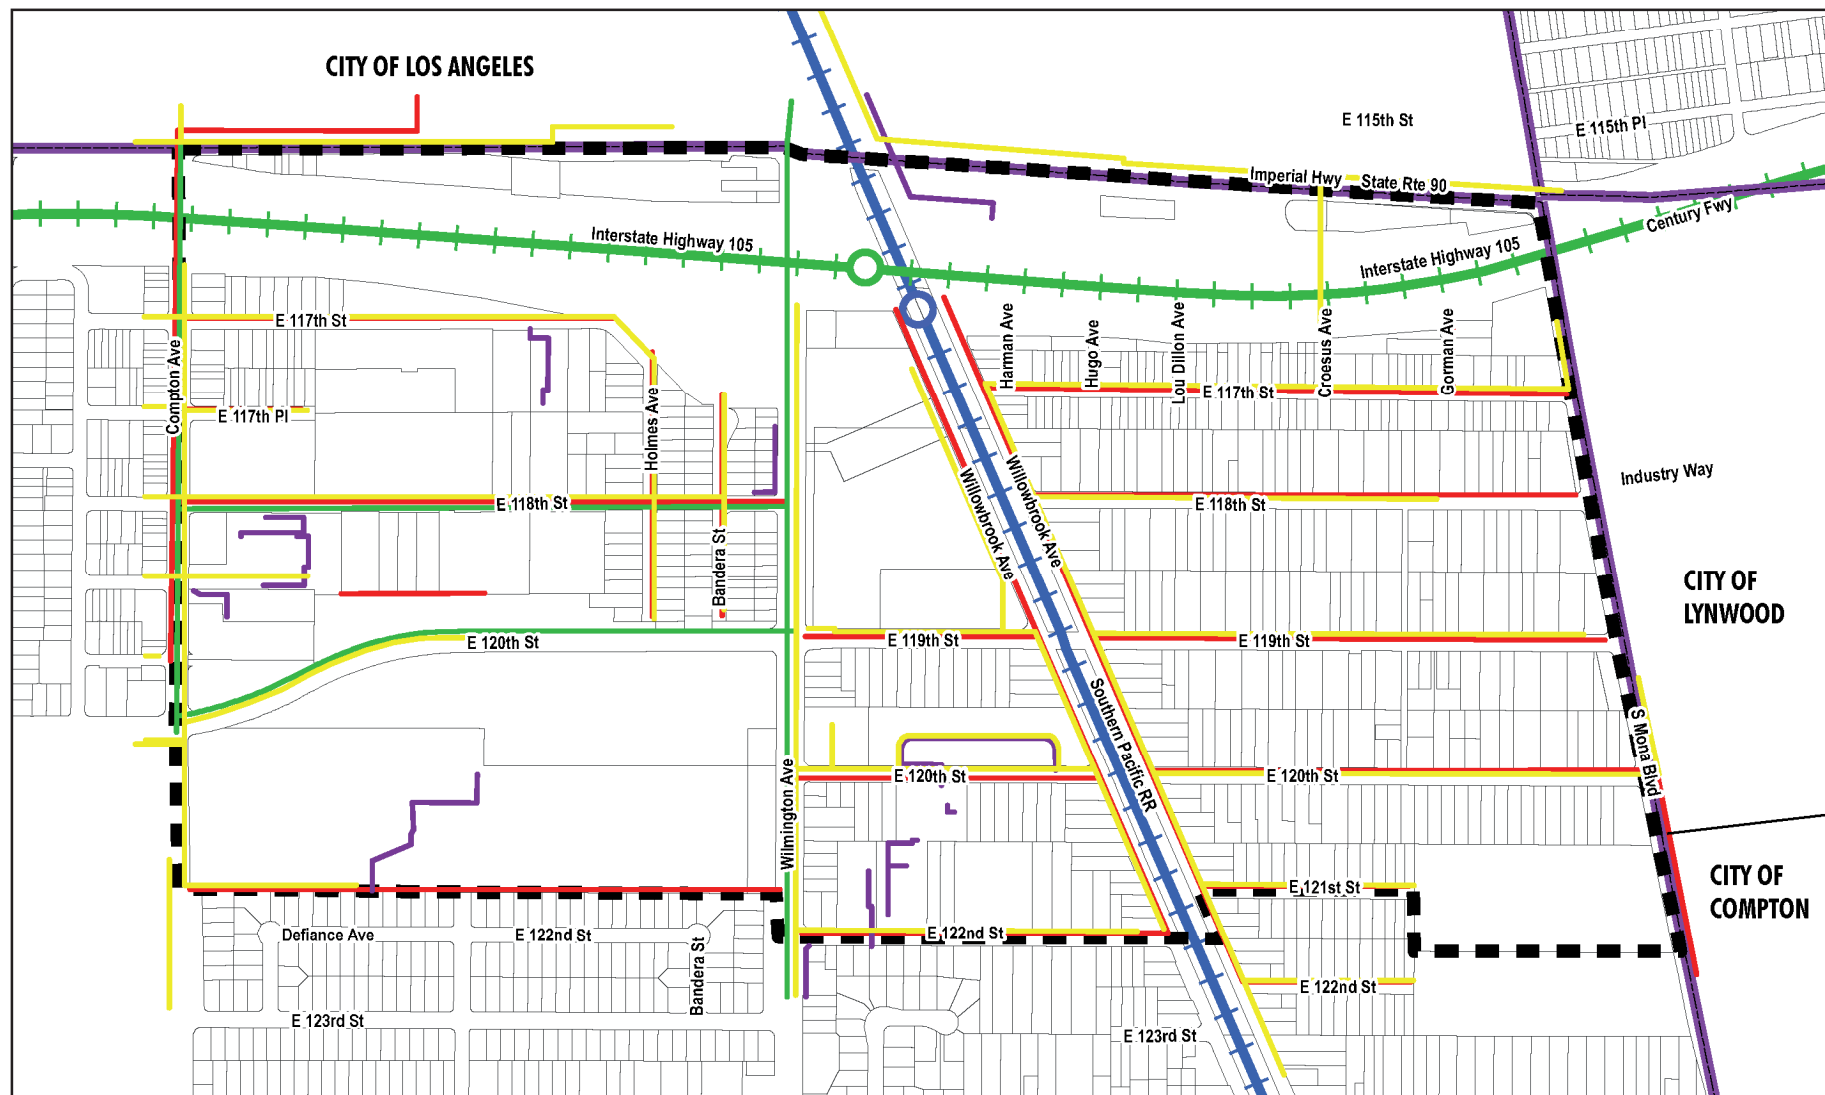 CITY OF LOS ANGELES
E 115th St
E 115th Pl
Imperial Hwy
State Rte 90
Century Fwy
Interstate Highway 105
Interstate Highway 105
E 117th St
Compton Ave
E 117th Pl
Holmes Ave
Harman Ave
Hugo Ave
Lou Dillon Ave
Croesus Ave
Gorman Ave
E 117th St
Industry Way
E 118th St
E 118th St
Willowbrook Ave
Willowbrook Ave
Bandera St
CITY OF
LYNWOOD
E 120th St
E 119th St
E 119th St
Southern Pacific RR
S Mona Blvd
Wilmington Ave
E 120th St
E 120th St
E 121st St
CITY OF
COMPTON
Defiance Ave
E 122nd St
Bandera St
E 122nd St
E 122nd St
E 123rd St
E 123rd St